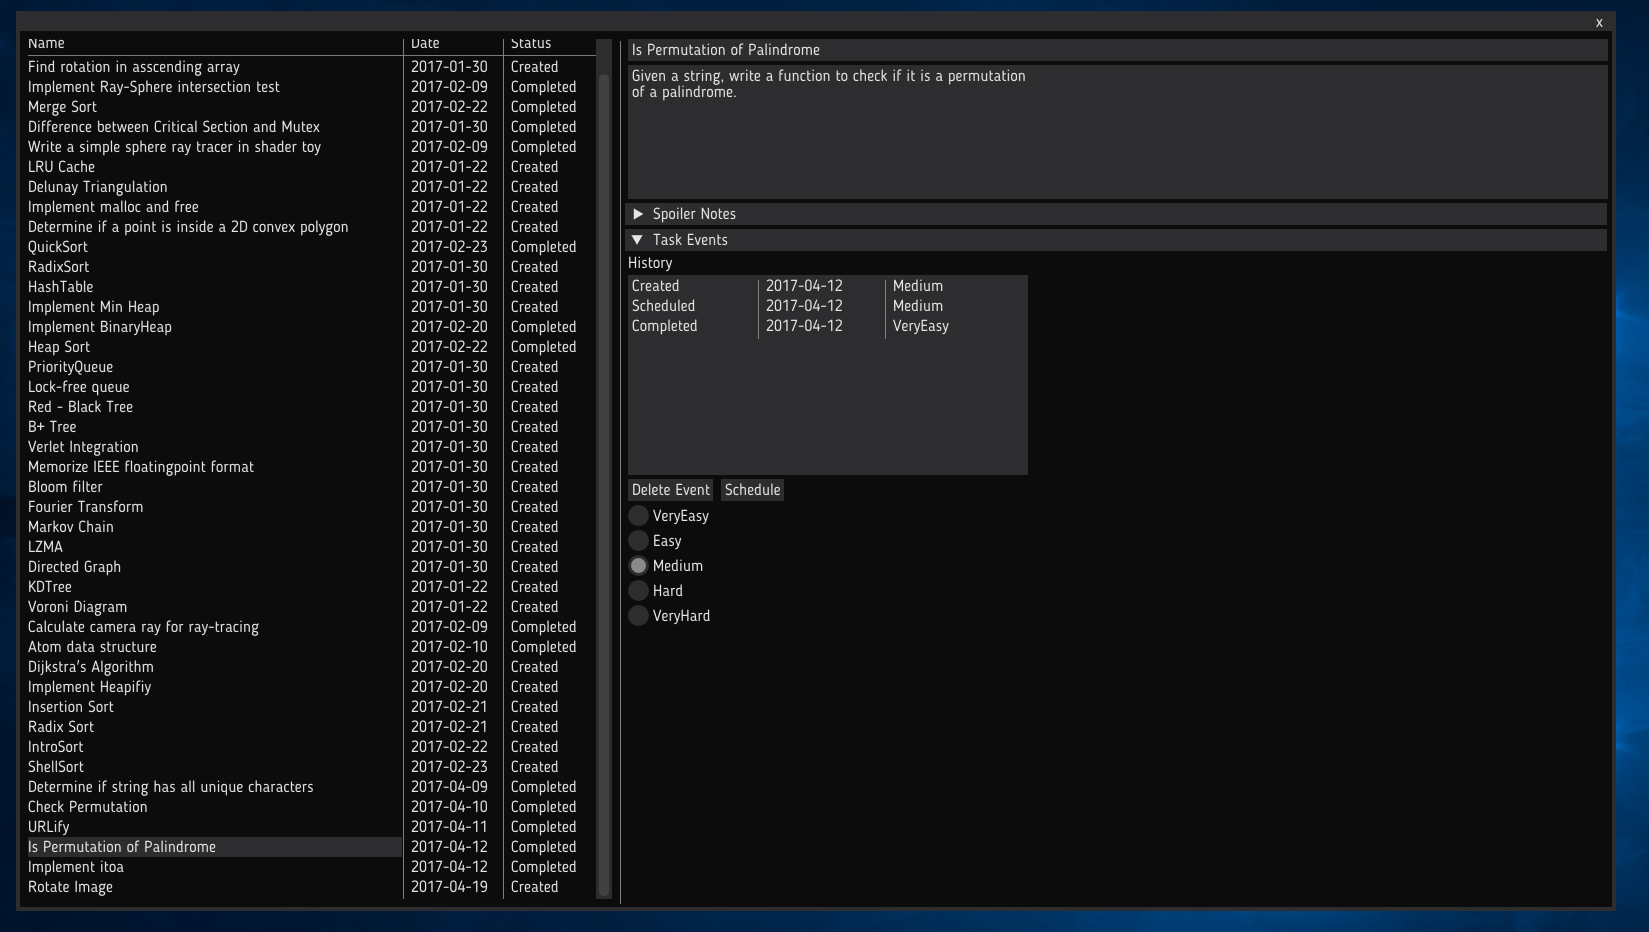 x
Name Date Status
Find rotation in asscending array 2017-01-30 Created
Implement Ray-Sphere intersection test 2017-02-09 Completed
Merge Sort 2017-02-22 Completed
Difference between Critical Section and Mutex 2017-01-30 Completed
Write a simple sphere ray tracer in shader toy 2017-02-09 Completed
LRU Cache 2017-01-22 Created
Delunay Triangulation 2017-01-22 Created
Implement malloc and free 2017-01-22 Created
Determine if a point is inside a 2D convex polygon 2017-01-22 Created
QuickSort 2017-02-23 Completed
RadixSort 2017-01-30 Created
HashTable 2017-01-30 Created
Implement Min Heap 2017-01-30 Created
Implement BinaryHeap 2017-02-20 Completed
Heap Sort 2017-02-22 Completed
PriorityQueue 2017-01-30 Created
Lock-free queue 2017-01-30 Created
Red - Black Tree 2017-01-30 Created
B+ Tree 2017-01-30 Created
Verlet Integration 2017-01-30 Created
Memorize IEEE floatingpoint format 2017-01-30 Created
Bloom filter 2017-01-30 Created
Fourier Transform 2017-01-30 Created
Markov Chain 2017-01-30 Created
LZMA 2017-01-30 Created
Directed Graph 2017-01-30 Created
KDTree 2017-01-22 Created
Voroni Diagram 2017-01-22 Created
Calculate camera ray for ray-tracing 2017-02-09 Completed
Atom data structure 2017-02-10 Completed
Dijkstra's Algorithm 2017-02-20 Created
Implement Heapifiy 2017-02-20 Created
Insertion Sort 2017-02-21 Created
Radix Sort 2017-02-21 Created
IntroSort 2017-02-22 Created
ShellSort 2017-02-23 Created
Determine if string has all unique characters 2017-04-09 Completed
Check Permutation 2017-04-10 Completed
URLify 2017-04-11 Completed
Is Permutation of Palindrome 2017-04-12 Completed
Implement itoa 2017-04-12 Completed
Rotate Image 2017-04-19 Created
Is Permutation of Palindrome
Given a string, write a function to check if it is a permutation
of a palindrome.
Spoiler Notes
Task Events
History
Created 2017-04-12 Medium
Scheduled 2017-04-12 Medium
Completed 2017-04-12 VeryEasy
Delete Event Schedule
VeryEasy
Easy
Medium
Hard
VeryHard